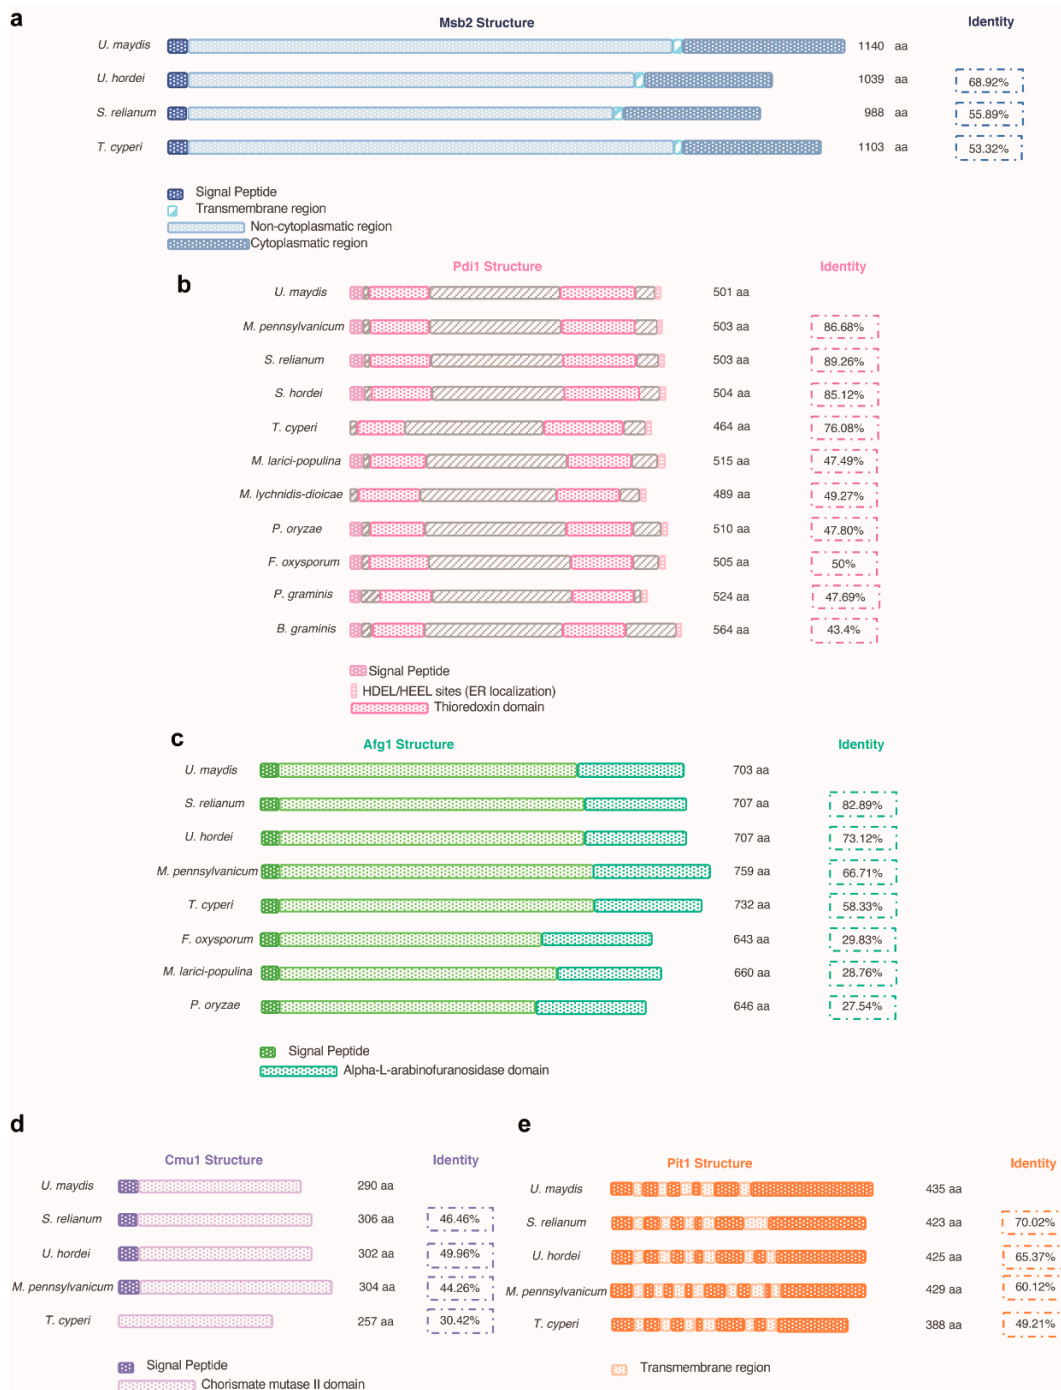 a
Msb2 Structure Identity
U. maydis 1140 aa
U. hordei 1039 aa 68.92%
S. relianum 988 aa 55.89%
T. cyperi 1103 aa 53.32%
Signal Peptide
Transmembrane region
Non-cytoplasmatic region
Cytoplasmatic region
b
Pdi1 Structure Identity
U. maydis 501 aa
M. pennsylvanicum 503 aa 86.68%
S. relianum 503 aa 89.26%
S. hordei 504 aa 85.12%
T. cyperi 464 aa 76.08%
M. larici-populina 515 aa 47.49%
M. lychnidis-dioicae 489 aa 49.27%
P. oryzae 510 aa 47.80%
F. oxysporum 505 aa 50%
P. graminis 524 aa 47.69%
B. graminis 564 aa 43.4%
Signal Peptide
HDEL/HEEL sites (ER localization)
Thioredoxin domain
c
Afg1 Structure Identity
U. maydis 703 aa
S. relianum 707 aa 82.89%
U. hordei 707 aa 73.12%
M. pennsylvanicum 759 aa 66.71%
T. cyperi 732 aa 58.33%
F. oxysporum 643 aa 29.83%
M. larici-populina 660 aa 28.76%
P. oryzae 646 aa 27.54%
Signal Peptide
Alpha-L-arabinofuranosidase domain
d
Cmu1 Structure Identity
U. maydis 290 aa
S. relianum 306 aa 46.46%
U. hordei 302 aa 49.96%
M. pennsylvanicum 304 aa 44.26%
T. cyperi 257 aa 30.42%
Signal Peptide
Chorismate mutase II domain
e
Pit1 Structure Identity
U. maydis 435 aa
S. relianum 423 aa 70.02%
U. hordei 425 aa 65.37%
M. pennsylvanicum 429 aa 60.12%
T. cyperi 388 aa 49.21%
Transmembrane region